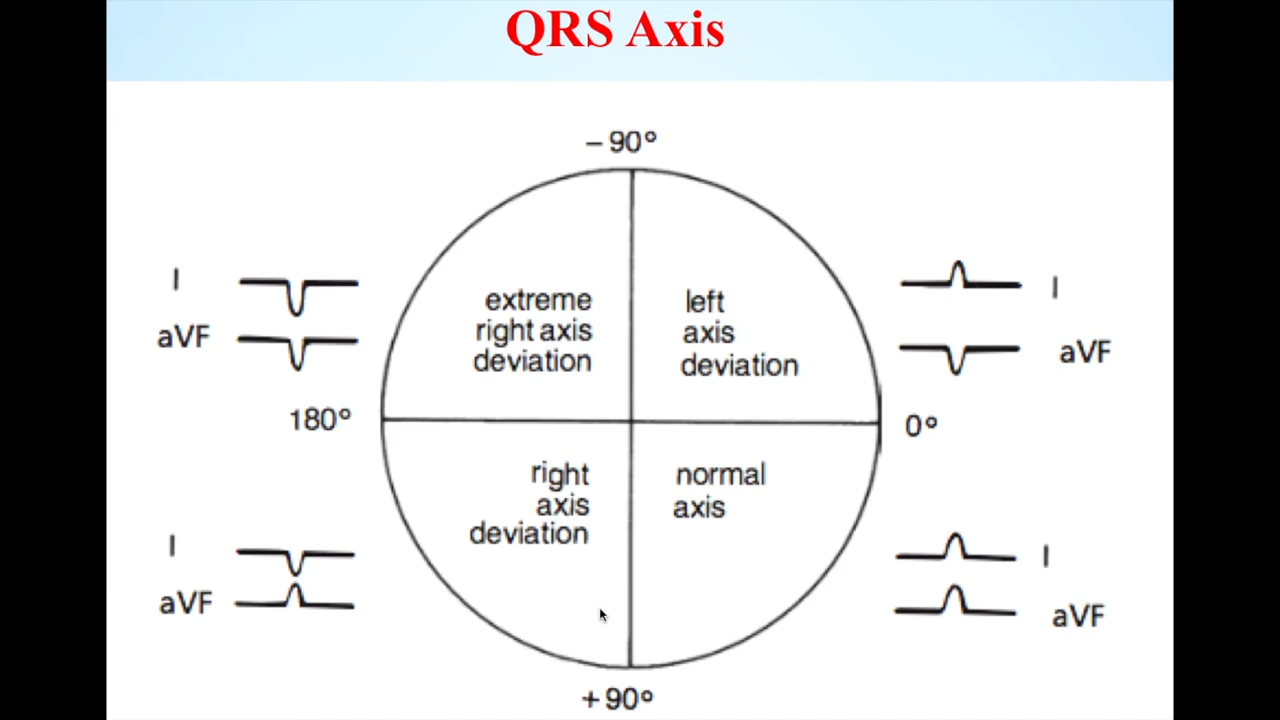 QRS Axis
– 90°
I
aVF
extreme
right axis
deviation
left
axis
deviation
I
aVF
180°
0°
right
axis
deviation
normal
axis
I
aVF
I
aVF
+ 90°